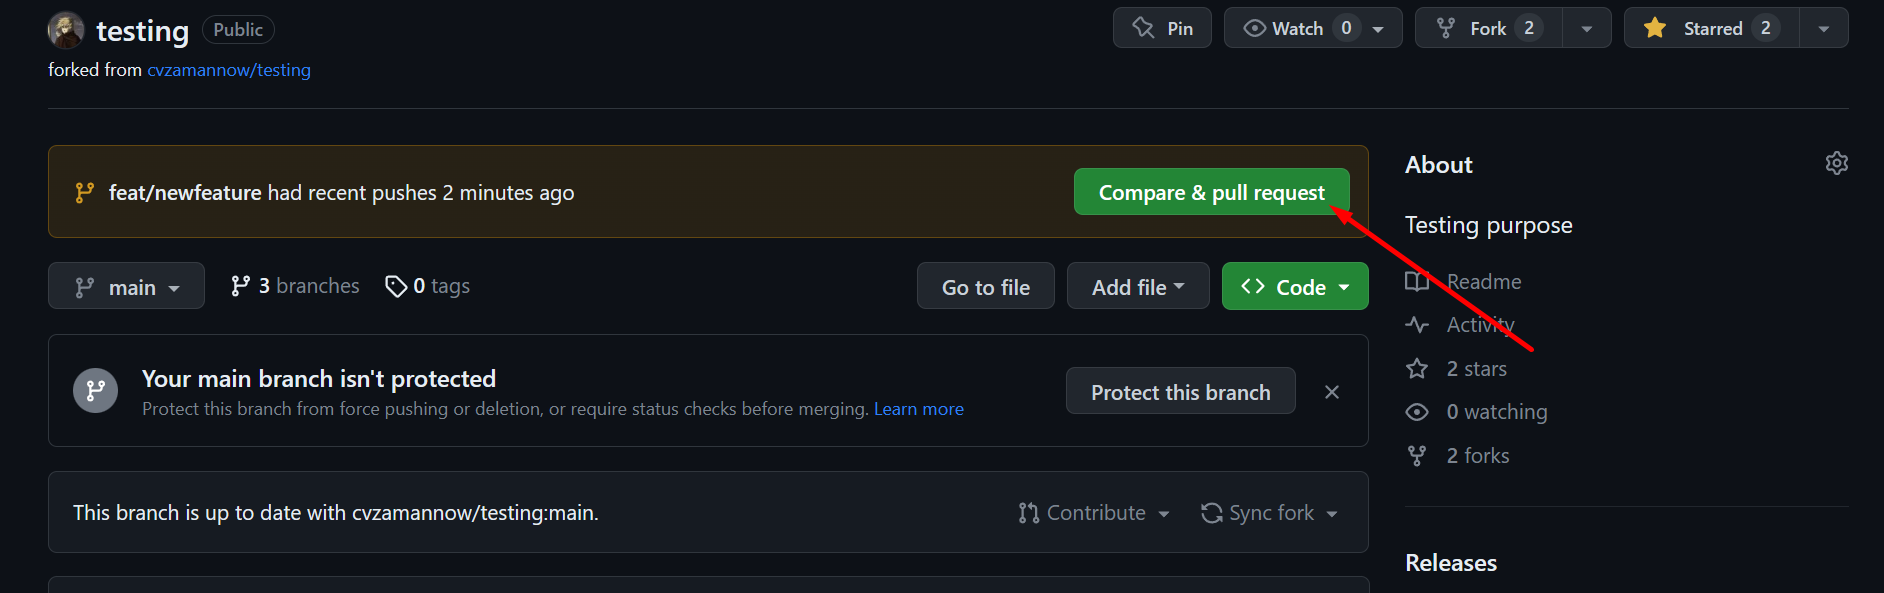 testing Public Pin Watch 0 Fork 2 Starred 2
forked from cvzamannow/testing
feat/newfeature had recent pushes 2 minutes ago Compare & pull request
main 3 branches 0 tags Go to file Add file Code
Your main branch isn't protected
Protect this branch from force pushing or deletion, or require status checks before merging. Learn more
Protect this branch
This branch is up to date with cvzamannow/testing:main. Contribute Sync fork
About
Testing purpose
Readme
Activity
2 stars
0 watching
2 forks
Releases